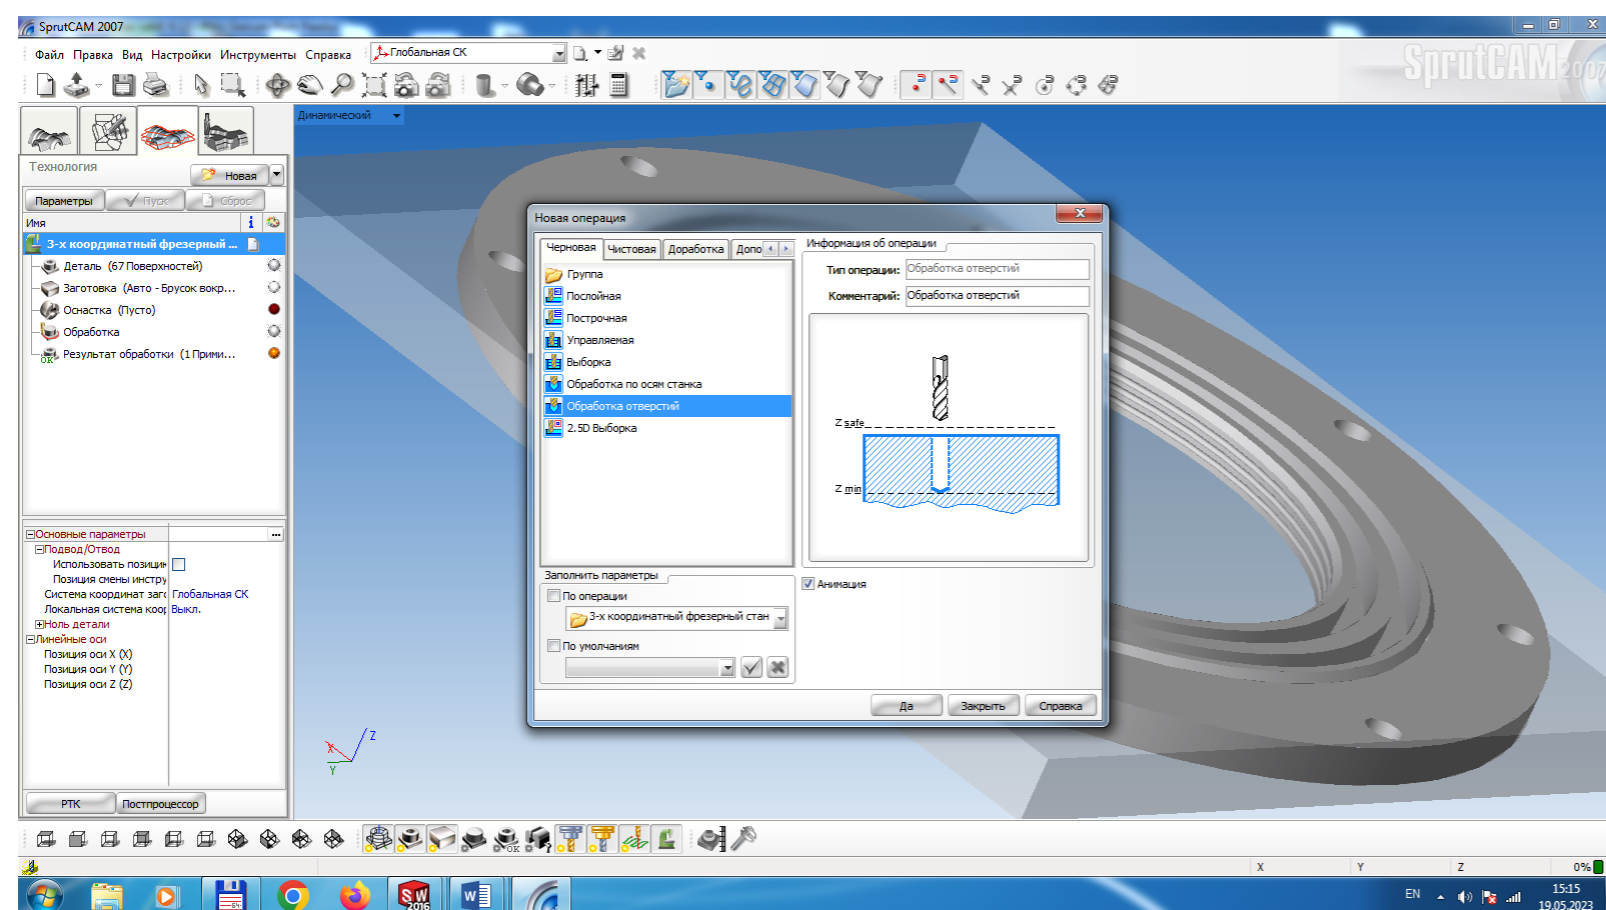 SprutCAM 2007
Файл Правка Вид Настройки Инструменты Справка Глобальная СК
SprutCAM 2007
Динамический
Технология
Новая
Параметры Пуск Сброс
Имя
3-х координатный фрезерный ...
Деталь (67 Поверхностей)
Заготовка (Авто - Брусок вокр...
Оснастка (Пусто)
Обработка
Результат обработки (1 Прими...
Основные параметры
Подвод/Отвод
Использовать позици
Позиция смены инстру
Система координат заго Глобальная СК
Локальная система коор Выкл.
Ноль детали
Линейные оси
Позиция оси X (X)
Позиция оси Y (Y)
Позиция оси Z (Z)
РТК Постпроцессор
Новая операция
Черновая Чистовая Доработка Допо
Группа
Послойная
Построчная
Управляемая
Выборка
Обработка по осям станка
Обработка отверстий
2.5D Выборка
Заполнить параметры
По операции
3-х координатный фрезерный стан
По умолчаниям
Информация об операции
Тип операции: Обработка отверстий
Комментарий: Обработка отверстий
Z safe
Z min
Анимация
Да Закрыть Справка
X
Z
Y
OK
X Y Z 0%
64
SW
2016
W
EN
15:15
19.05.2023